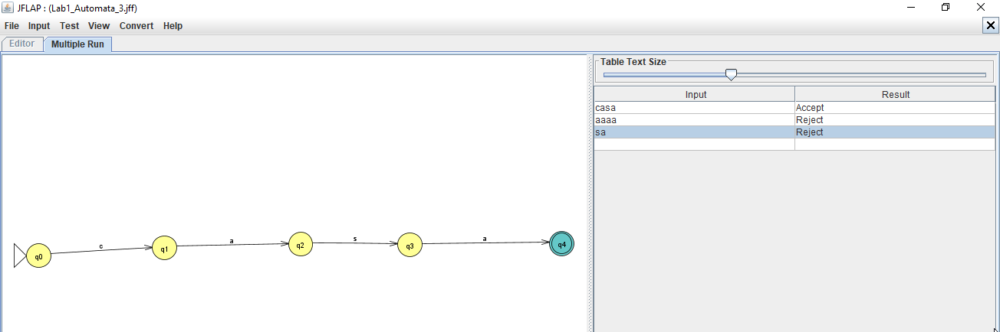 JFLAP : (Lab1_Automata_3.jff)
File Input Test View Convert Help
Editor Multiple Run
Table Text Size
Input Result
casa Accept
aaaa Reject
sa Reject
c a s a
q0 q1 q2 q3 q4